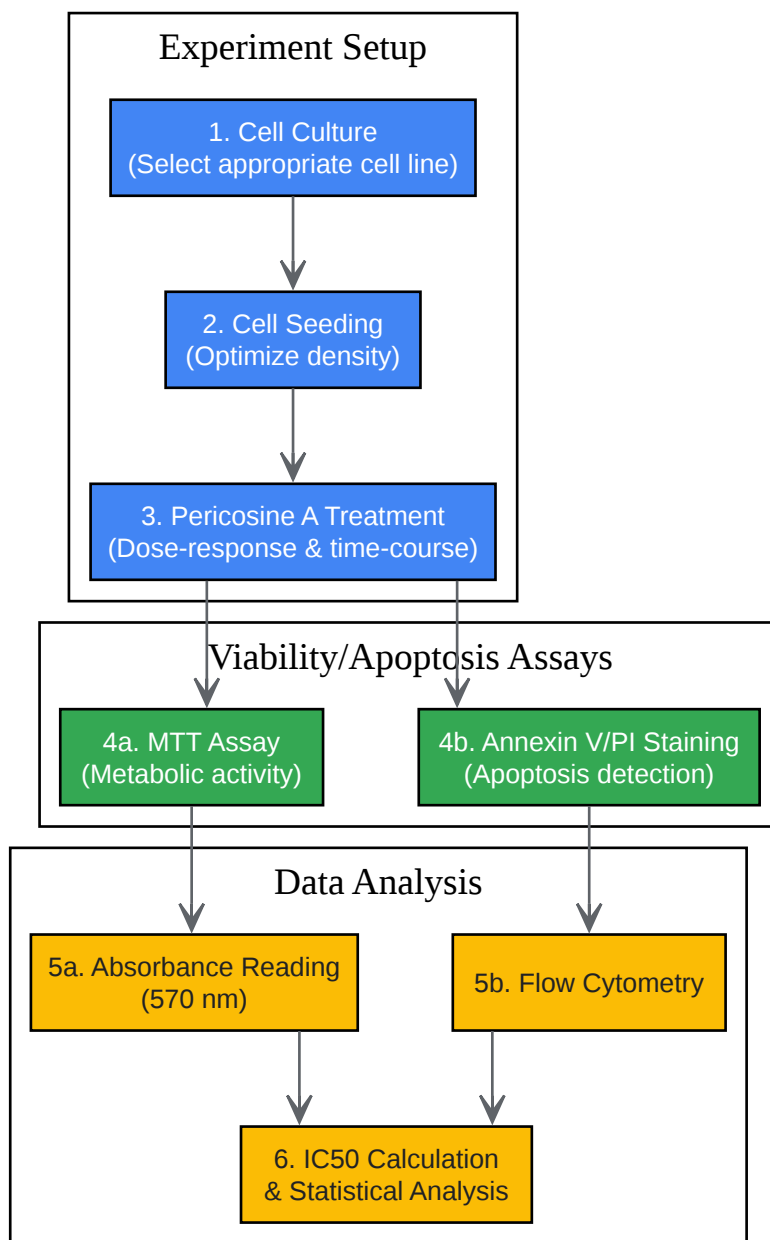 Experiment Setup
1. Cell Culture
(Select appropriate cell line)
2. Cell Seeding
(Optimize density)
3. Pericosine A Treatment
(Dose-response & time-course)
Viability/Apoptosis Assays
4a. MTT Assay
(Metabolic activity)
4b. Annexin V/PI Staining
(Apoptosis detection)
Data Analysis
5a. Absorbance Reading
(570 nm)
5b. Flow Cytometry
6. IC50 Calculation
& Statistical Analysis